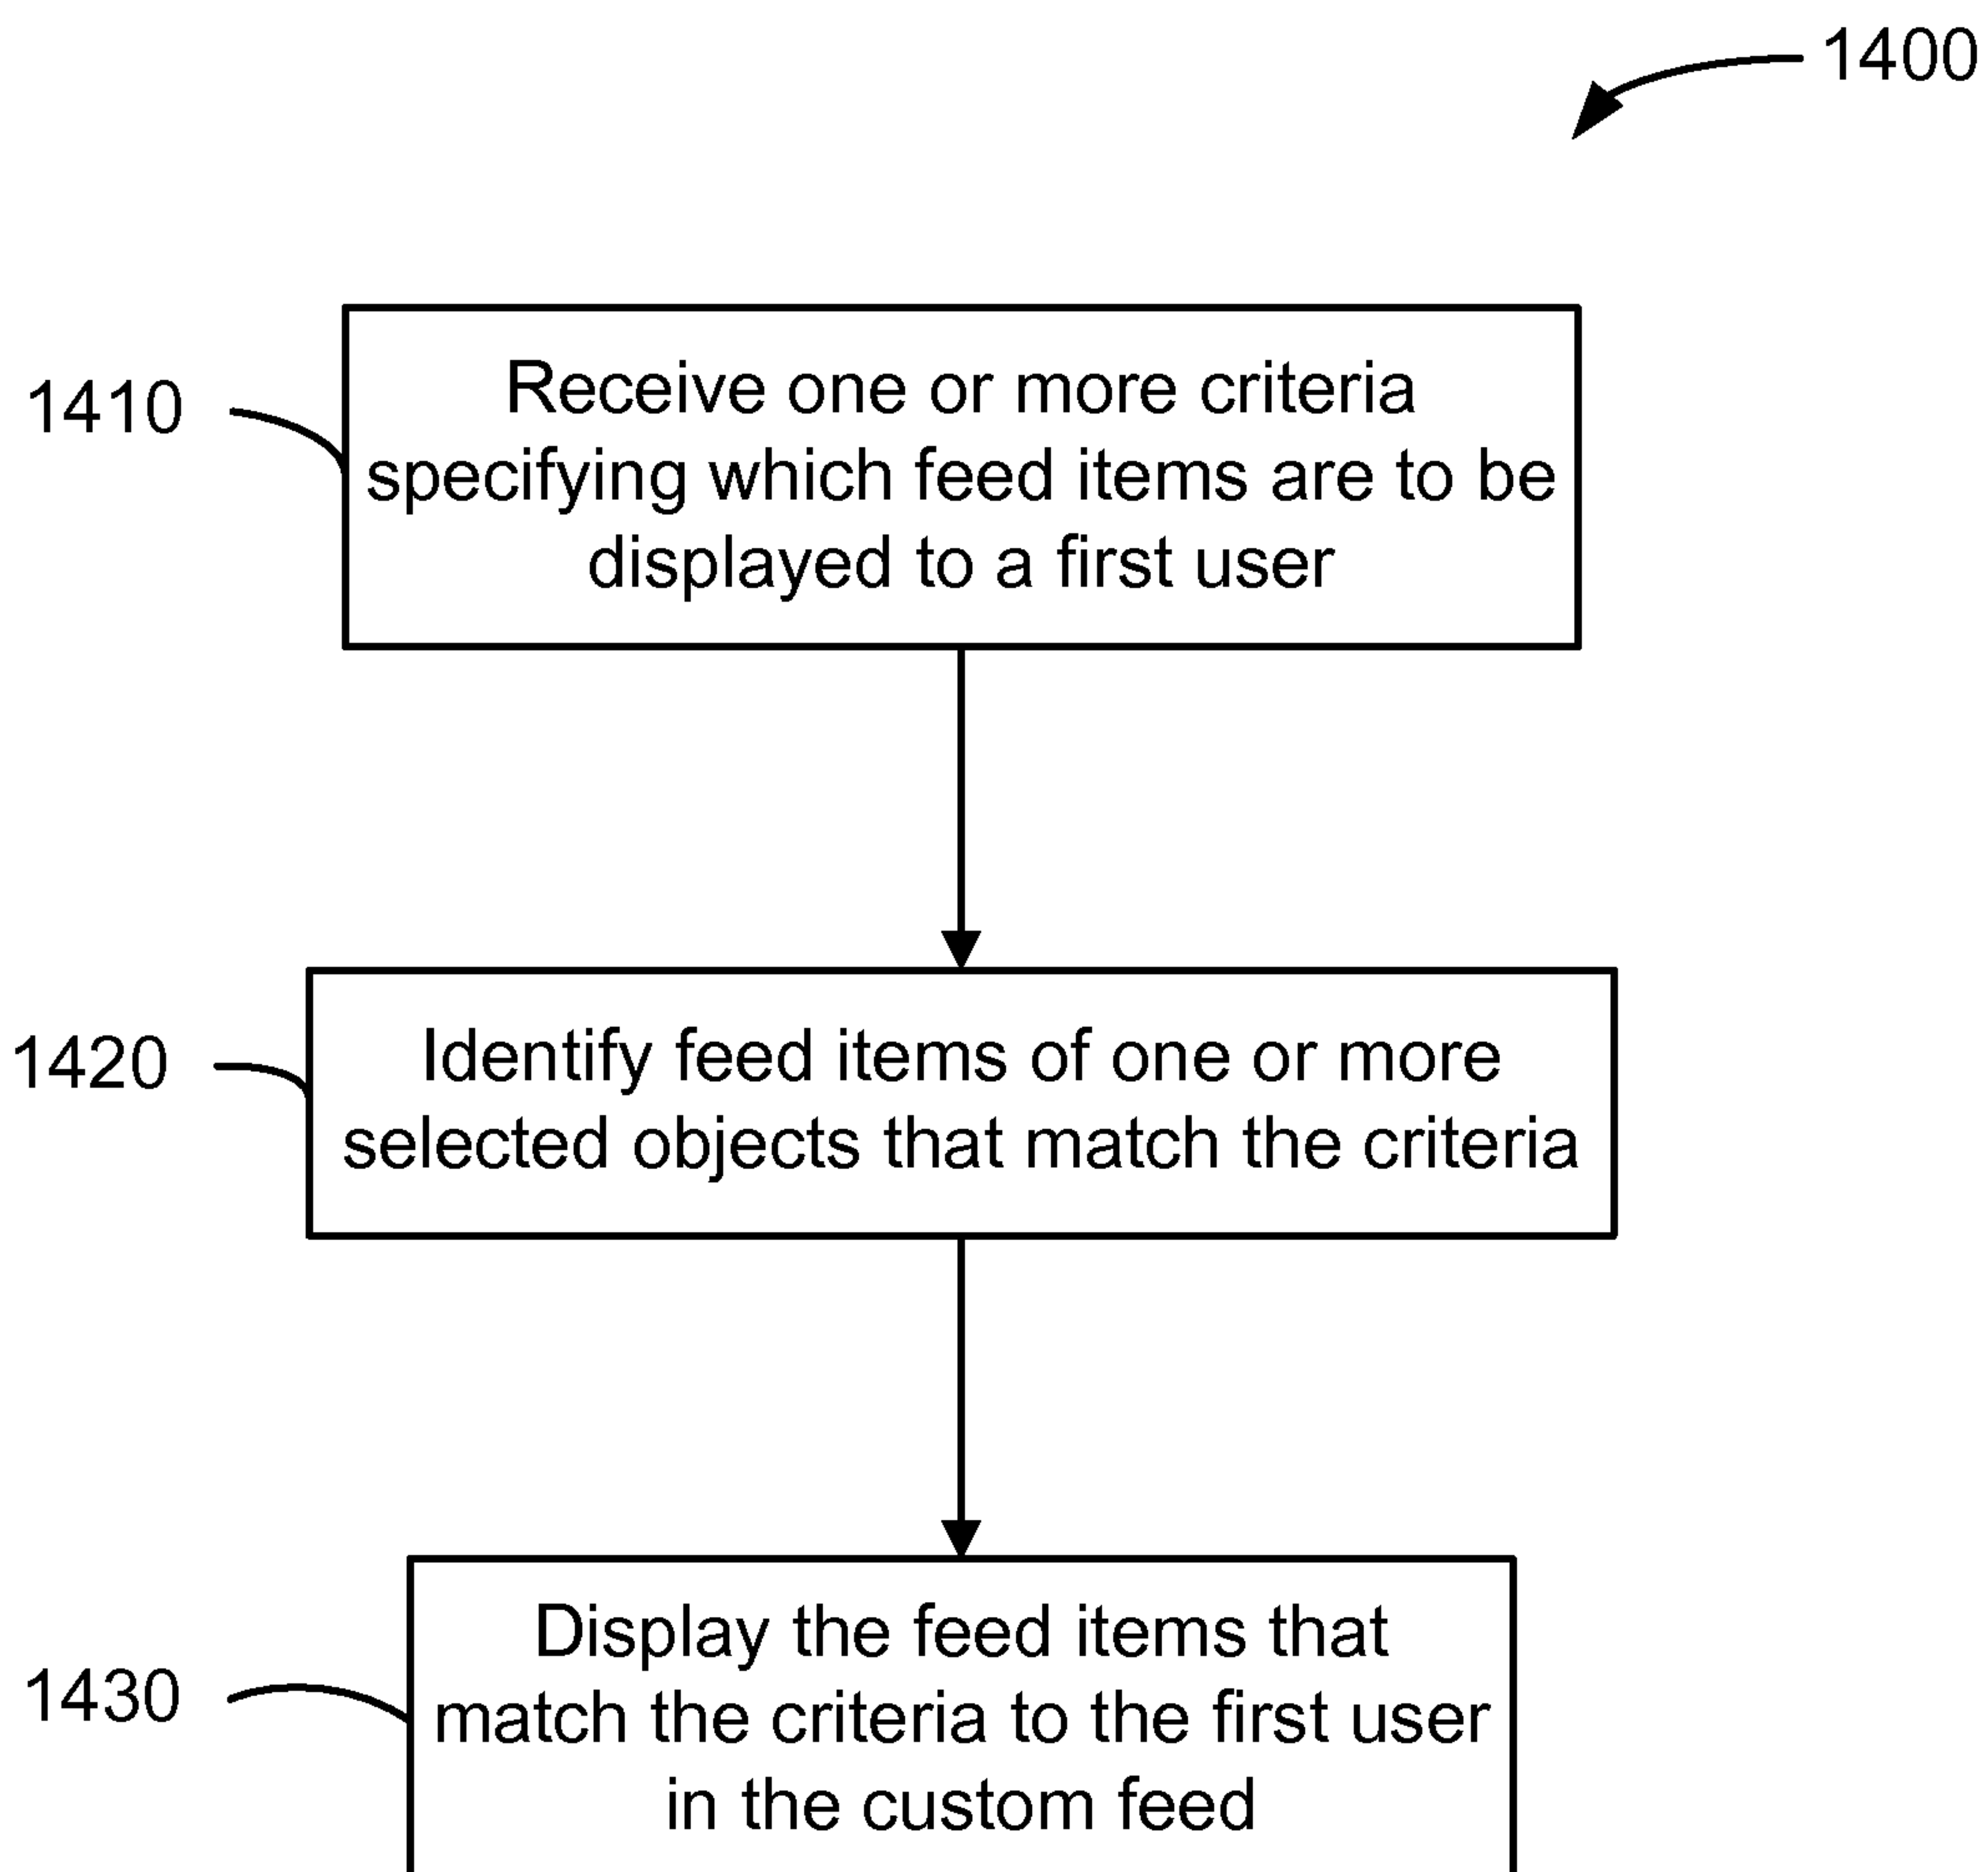 1400
1410
Receive one or more criteria
specifying which feed items are to be
displayed to a first user
1420
Identify feed items of one or more
selected objects that match the criteria
1430
Display the feed items that
match the criteria to the first user
in the custom feed